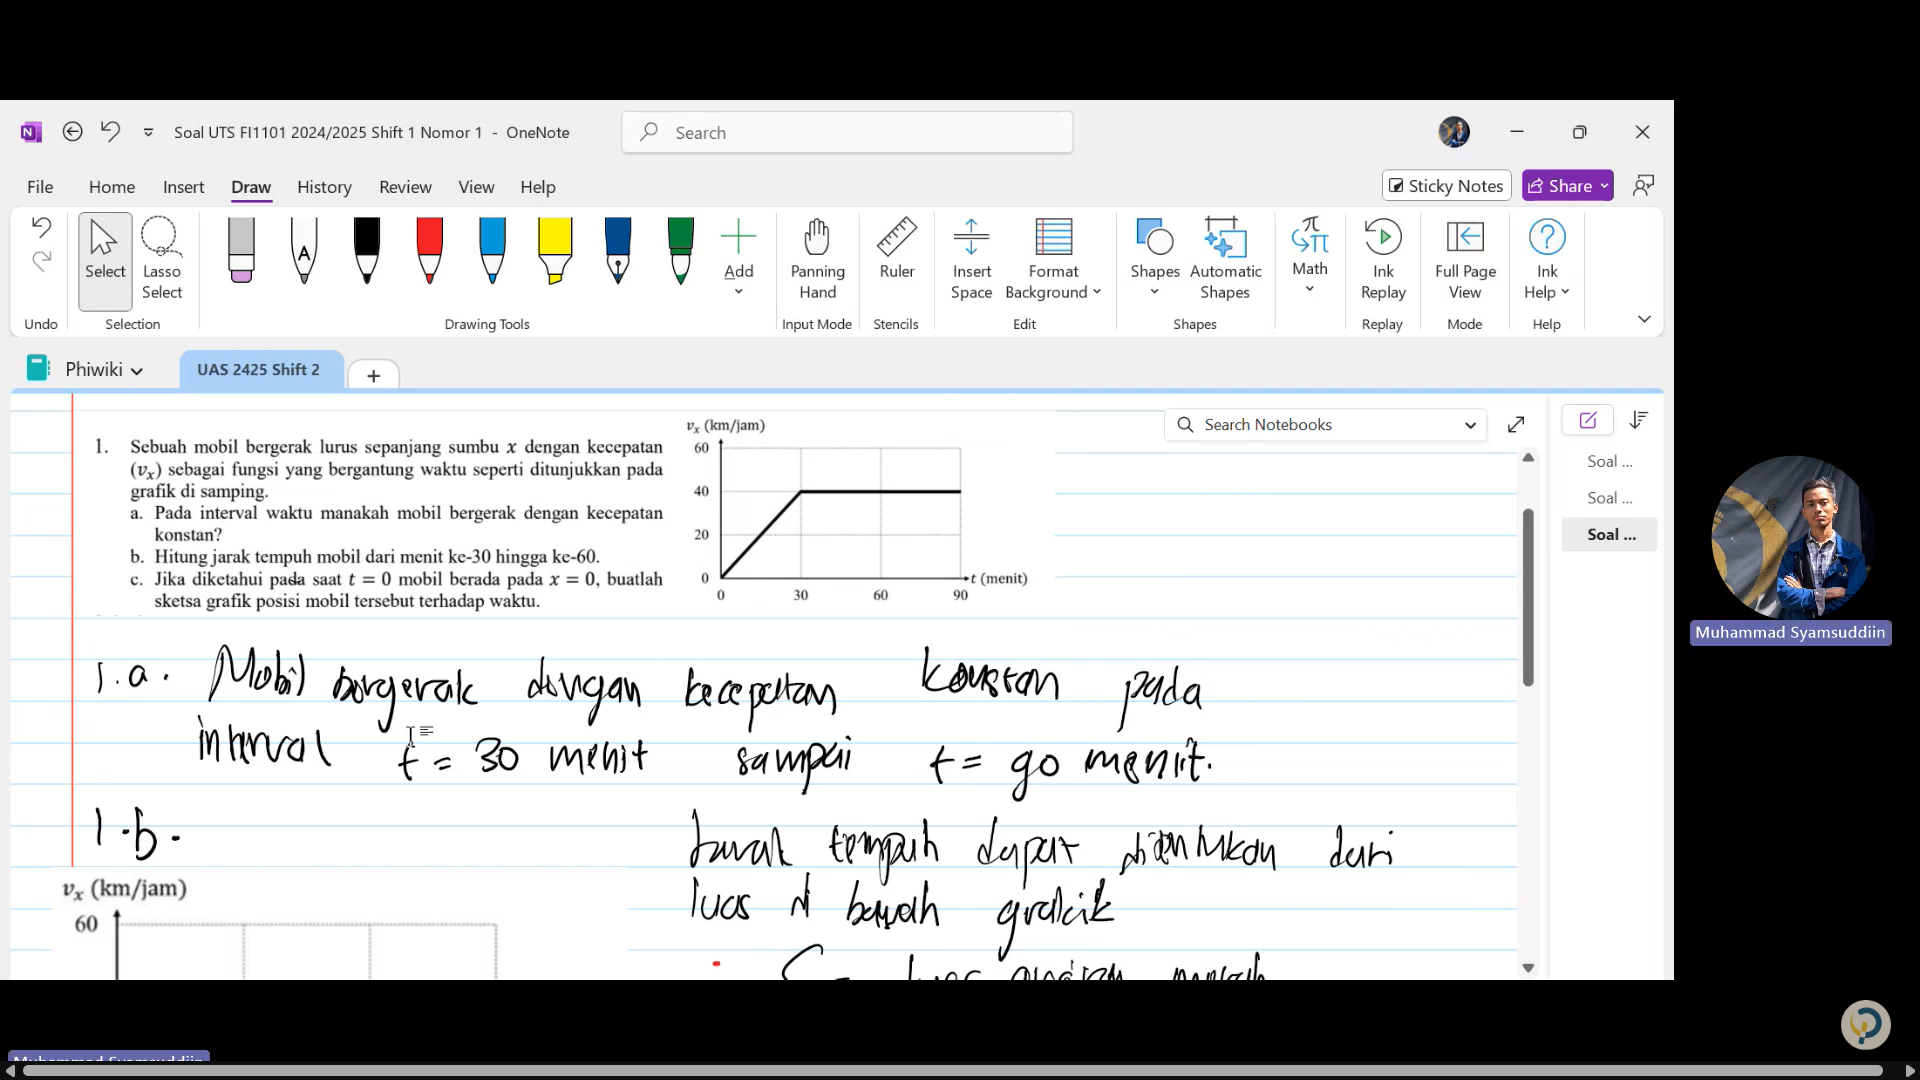 Soal UTS FI1101 2024/2025 Shift 1 Nomor 1 - OneNote
Search
File Home Insert Draw History Review View Help
Sticky Notes
Share
Select
Lasso Select
A
Add
Panning Hand
Ruler
Insert Space
Format Background
Shapes
Automatic Shapes
Math
Ink Replay
Full Page View
Ink Help
Undo
Selection
Drawing Tools
Input Mode
Stencils
Edit
Shapes
Replay
Mode
Help
Phiwiki
UAS 2425 Shift 2
+
Search Notebooks
Soal ...
Soal ...
Soal ...
1. Sebuah mobil bergerak lurus sepanjang sumbu x dengan kecepatan
(vₓ) sebagai fungsi yang bergantung waktu seperti ditunjukkan pada
grafik di samping.
a. Pada interval waktu manakah mobil bergerak dengan kecepatan
konstan?
b. Hitung jarak tempuh mobil dari menit ke-30 hingga ke-60.
c. Jika diketahui pada saat t = 0 mobil berada pada x = 0, buatlah
sketsa grafik posisi mobil tersebut terhadap waktu.
vₓ (km/jam)
60
40
20
0
0 30 60 90
t (menit)
1.a. Mobil bergerak dengan kecepatan konstan pada
interval t = 30 menit sampai t = 90 menit.
1.b.
Jarak tempuh dapat ditentukan dari
luas di bawah grafik
vₓ (km/jam)
60
Muhammad Syamsuddiin
Muhammad Syamsuddiin